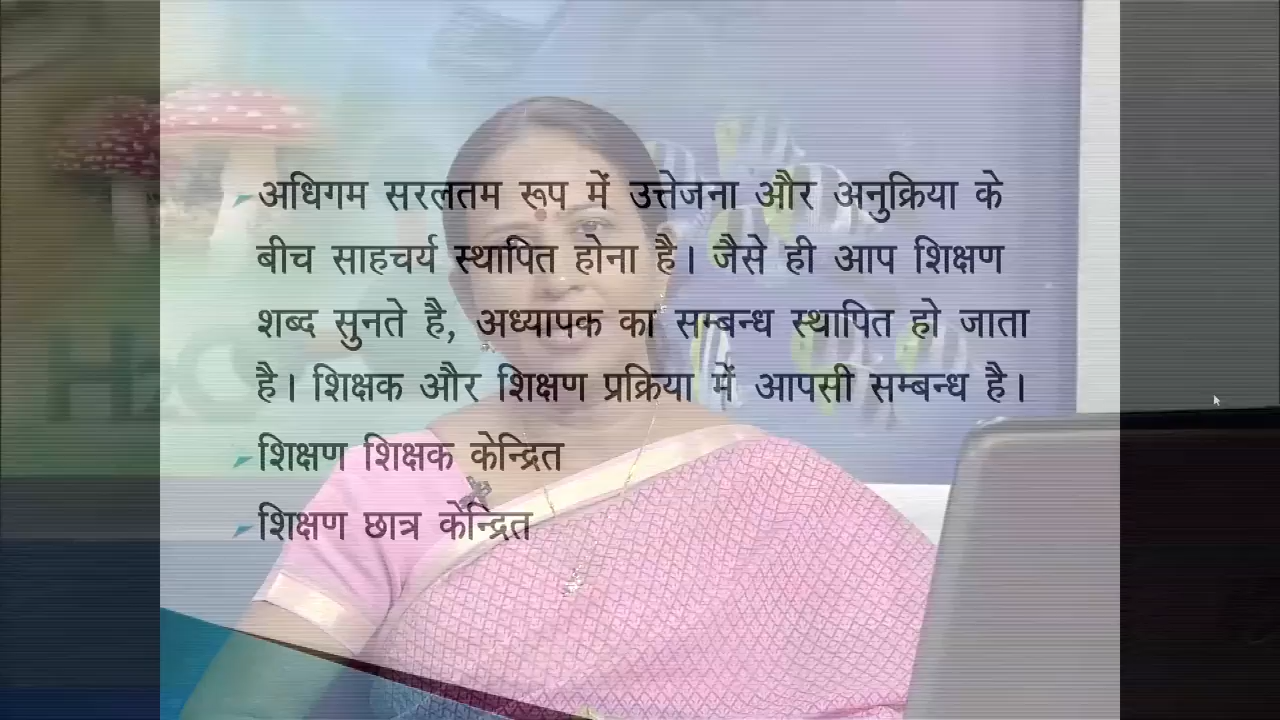 अधिगम सरलतम रूप में उत्तेजना और अनुक्रिया के
बीच साहचर्य स्थापित होना है। जैसे ही आप शिक्षण
शब्द सुनते है, अध्यापक का सम्बन्ध स्थापित हो जाता
है। शिक्षक और शिक्षण प्रक्रिया में आपसी सम्बन्ध है।
शिक्षण शिक्षक केन्द्रित
शिक्षण छात्र केन्द्रित